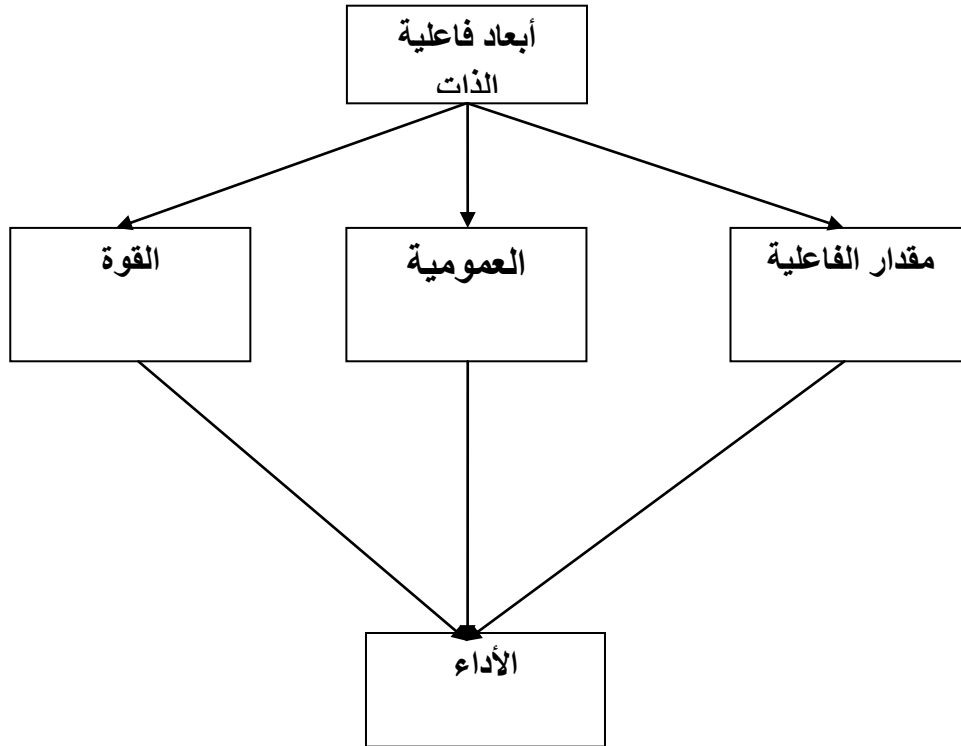 أبعاد فاعلية
الذات
مقدار الفاعلية
العمومية
القوة
الأداء